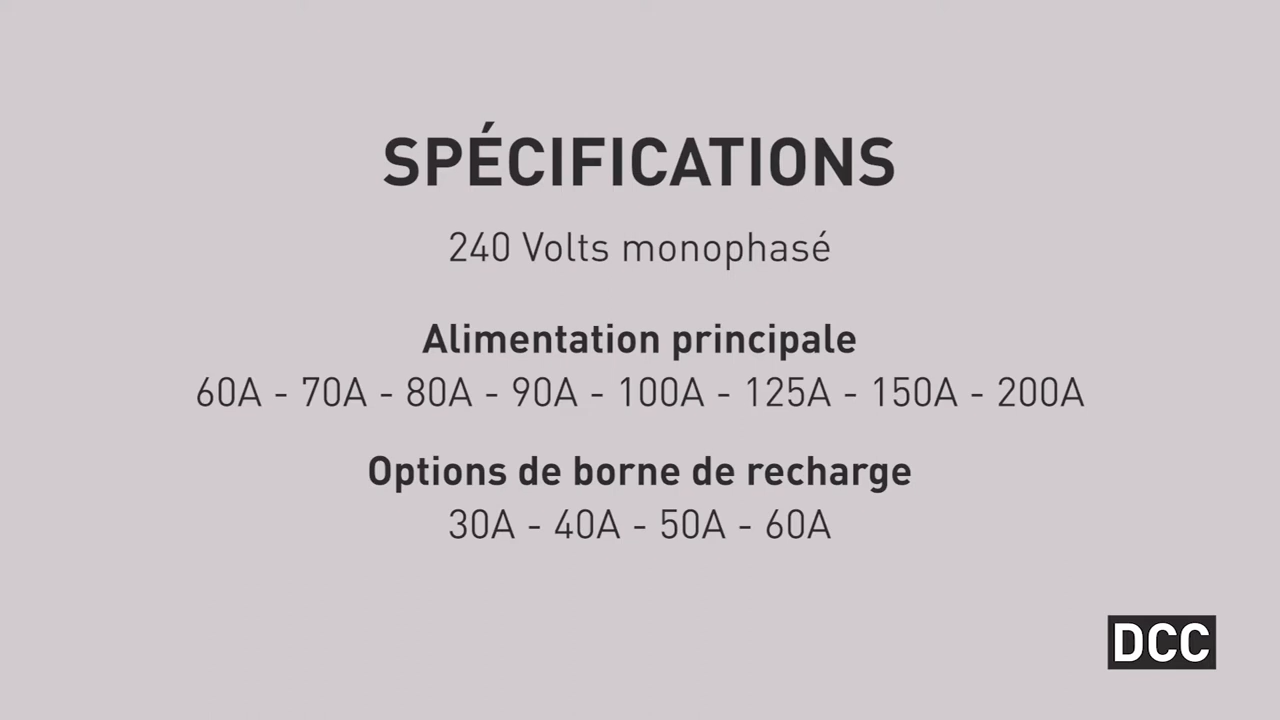 SPÉCIFICATIONS
240 Volts monophasé
Alimentation principale
60A - 70A - 80A - 90A - 100A - 125A - 150A - 200A
Options de borne de recharge
30A - 40A - 50A - 60A
DCC